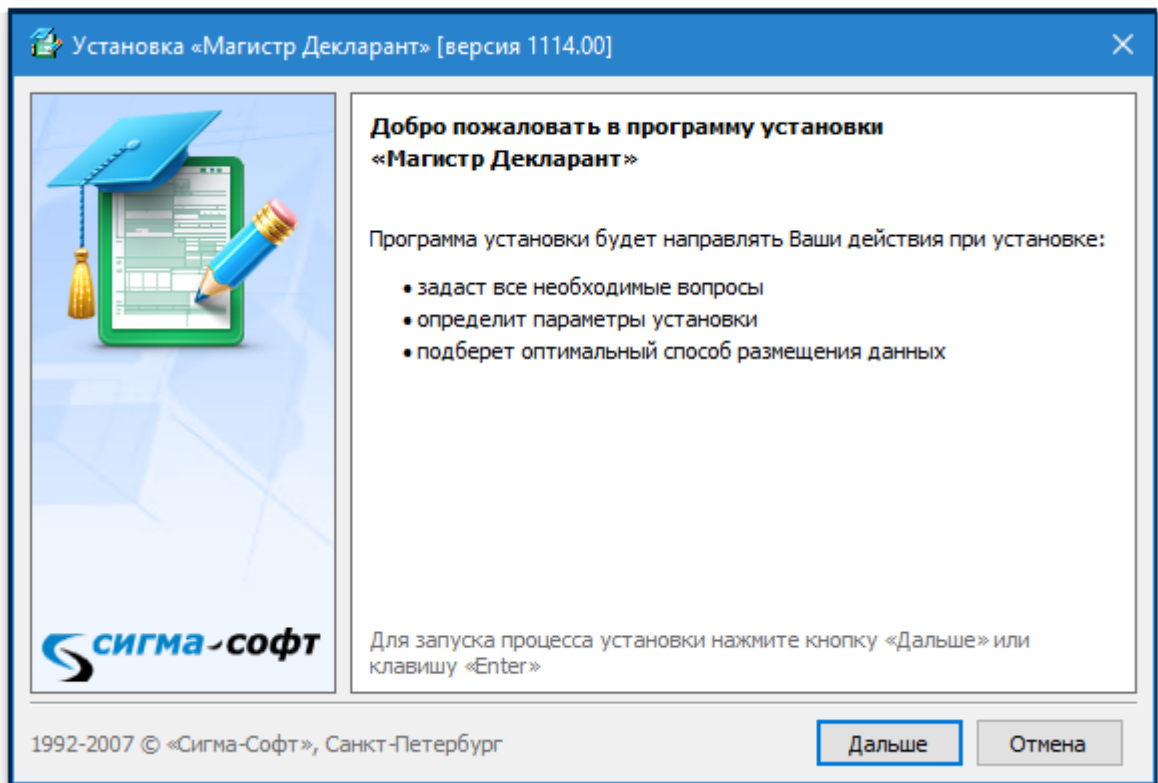 Установка «Магистр Декларант» [версия 1114.00]
Добро пожаловать в программу установки
«Магистр Декларант»
Программа установки будет направлять Ваши действия при установке:
• задаст все необходимые вопросы
• определит параметры установки
• подберет оптимальный способ размещения данных
сигма-софт
Для запуска процесса установки нажмите кнопку «Дальше» или
клавишу «Enter»
1992-2007 © «Сигма-Софт», Санкт-Петербург
Дальше
Отмена